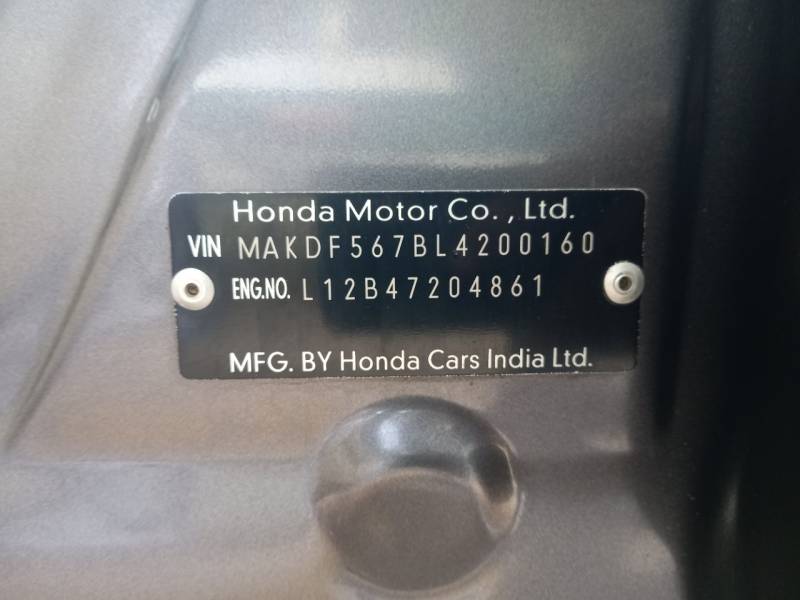 Honda Motor Co., Ltd.
VIN MAKDF567BL4200160
ENG.NO. L12B47204861
MFG. BY Honda Cars India Ltd.